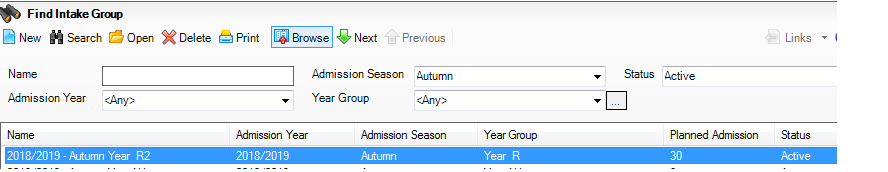 Find Intake Group
New Search Open Delete Print Browse Next Previous Links
Name Admission Season Autumn Status Active
Admission Year <Any> Year Group <Any> ...
Name Admission Year Admission Season Year Group Planned Admission Status
2018/2019 - Autumn Year R2 2018/2019 Autumn Year R 30 Active